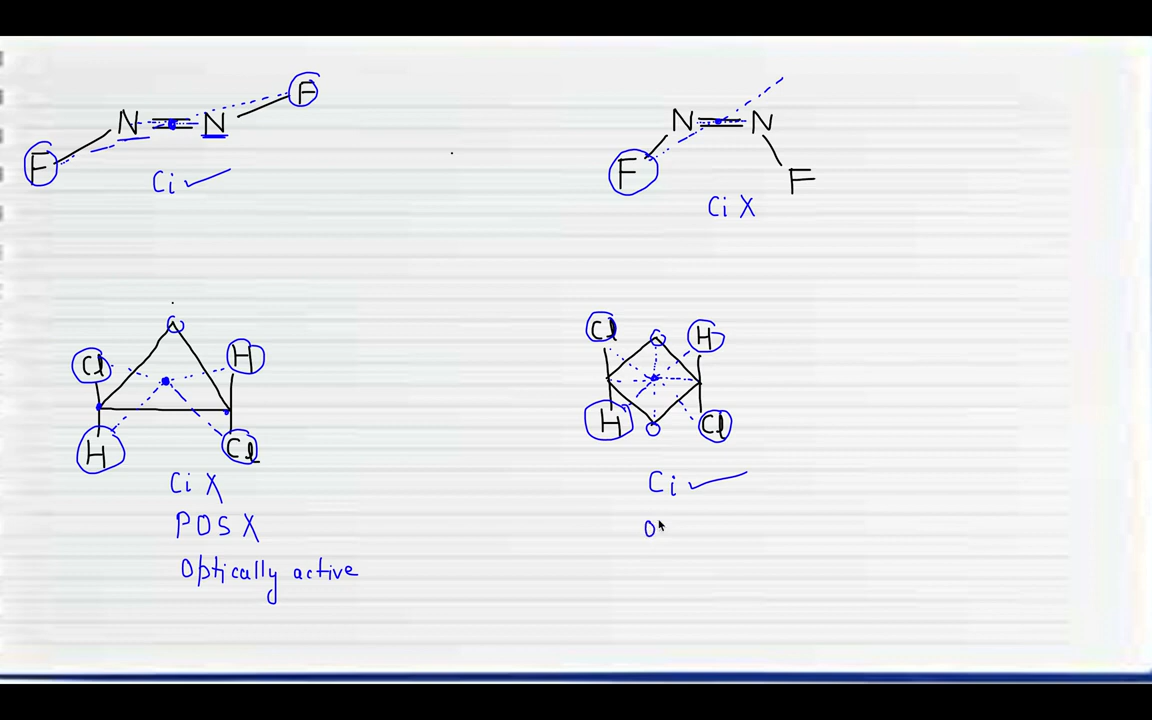 F N N F
Ci
F N N F
Ci X
Cl H
H Cl
Ci X
POS X
Optically active
Cl H
H Cl
Ci
O